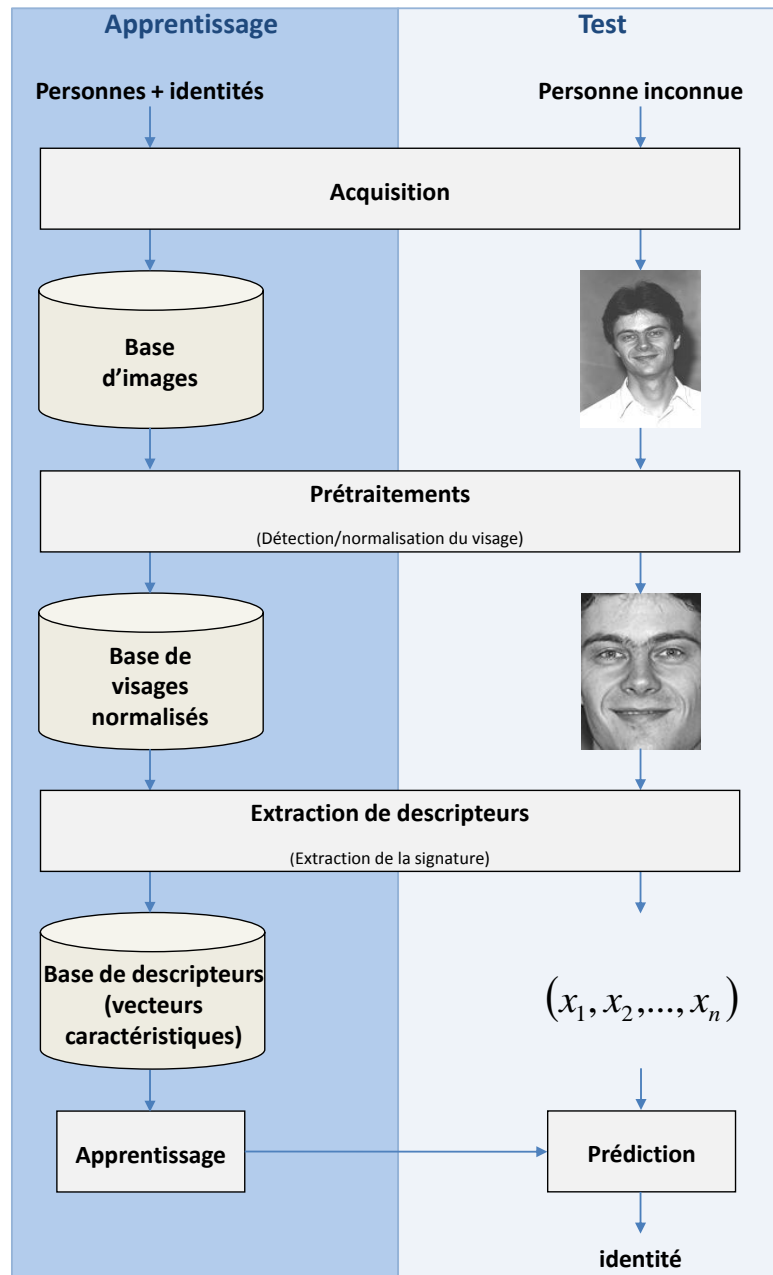 Apprentissage
Test
Personnes + identités
Personne inconnue
Acquisition
Base
d'images
Prétraitements
(Détection/normalisation du visage)
Base de
visages
normalisés
Extraction de descripteurs
(Extraction de la signature)
Base de descripteurs
(vecteurs
caractéristiques)
(x₁, x₂,..., xₙ)
Apprentissage
Prédiction
identité